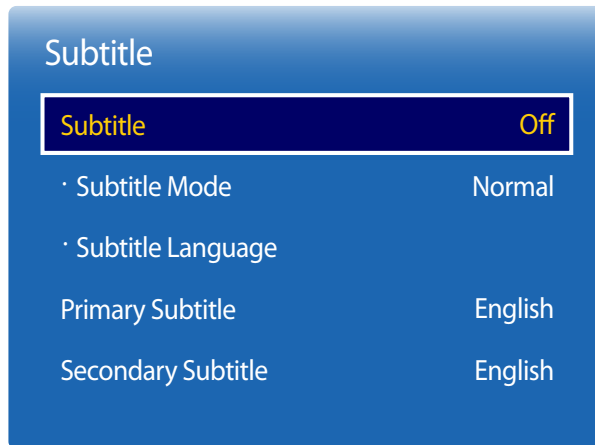 Subtitle
Subtitle Off
· Subtitle Mode Normal
· Subtitle Language
Primary Subtitle English
Secondary Subtitle English